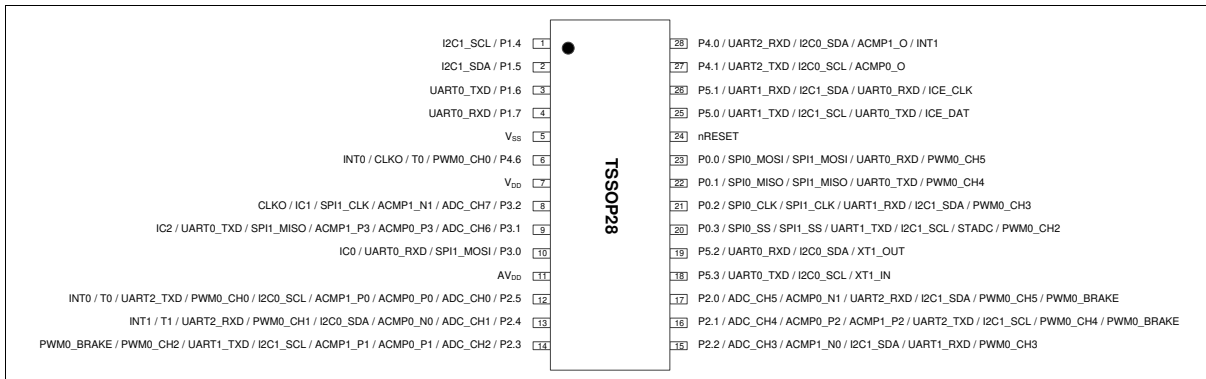 I2C1_SCL / P1.4 1
I2C1_SDA / P1.5 2
UART0_TXD / P1.6 3
UART0_RXD / P1.7 4
VSS 5
INT0 / CLKO / T0 / PWM0_CH0 / P4.6 6
VDD 7
CLKO / IC1 / SPI1_CLK / ACMP1_N1 / ADC_CH7 / P3.2 8
IC2 / UART0_TXD / SPI1_MISO / ACMP1_P3 / ACMP0_P3 / ADC_CH6 / P3.1 9
IC0 / UART0_RXD / SPI1_MOSI / P3.0 10
AVDD 11
INT0 / T0 / UART2_TXD / PWM0_CH0 / I2C0_SCL / ACMP1_P0 / ACMP0_P0 / ADC_CH0 / P2.5 12
INT1 / T1 / UART2_RXD / PWM0_CH1 / I2C0_SDA / ACMP0_N0 / ADC_CH1 / P2.4 13
PWM0_BRAKE / PWM0_CH2 / UART1_TXD / I2C1_SCL / ACMP1_P1 / ACMP0_P1 / ADC_CH2 / P2.3 14
TSSOP28
28 P4.0 / UART2_RXD / I2C0_SDA / ACMP1_O / INT1
27 P4.1 / UART2_TXD / I2C0_SCL / ACMP0_O
26 P5.1 / UART1_RXD / I2C1_SDA / UART0_RXD / ICE_CLK
25 P5.0 / UART1_TXD / I2C1_SCL / UART0_TXD / ICE_DAT
24 nRESET
23 P0.0 / SPI0_MOSI / SPI1_MOSI / UART0_RXD / PWM0_CH5
22 P0.1 / SPI0_MISO / SPI1_MISO / UART0_TXD / PWM0_CH4
21 P0.2 / SPI0_CLK / SPI1_CLK / UART1_RXD / I2C1_SDA / PWM0_CH3
20 P0.3 / SPI0_SS / SPI1_SS / UART1_TXD / I2C1_SCL / STADC / PWM0_CH2
19 P5.2 / UART0_RXD / I2C0_SDA / XT1_OUT
18 P5.3 / UART0_TXD / I2C0_SCL / XT1_IN
17 P2.0 / ADC_CH5 / ACMP0_N1 / UART2_RXD / I2C1_SDA / PWM0_CH5 / PWM0_BRAKE
16 P2.1 / ADC_CH4 / ACMP0_P2 / ACMP1_P2 / UART2_TXD / I2C1_SCL / PWM0_CH4 / PWM0_BRAKE
15 P2.2 / ADC_CH3 / ACMP1_N0 / I2C1_SDA / UART1_RXD / PWM0_CH3